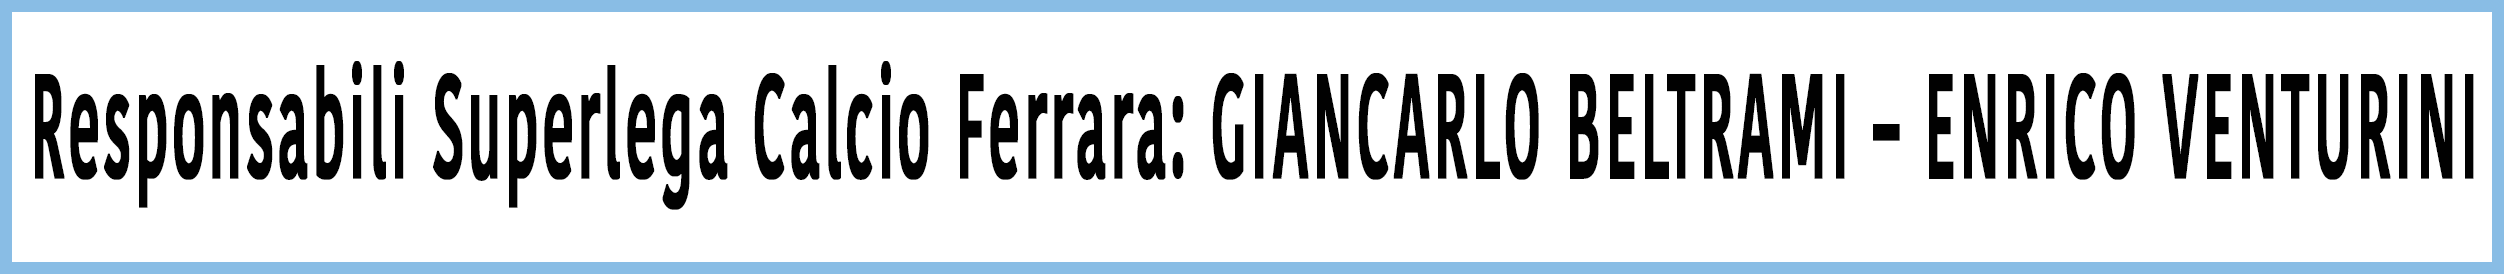 Responsabili Superlega Calcio Ferrara: GIANCARLO BELTRAMI - ENRICO VENTURINI